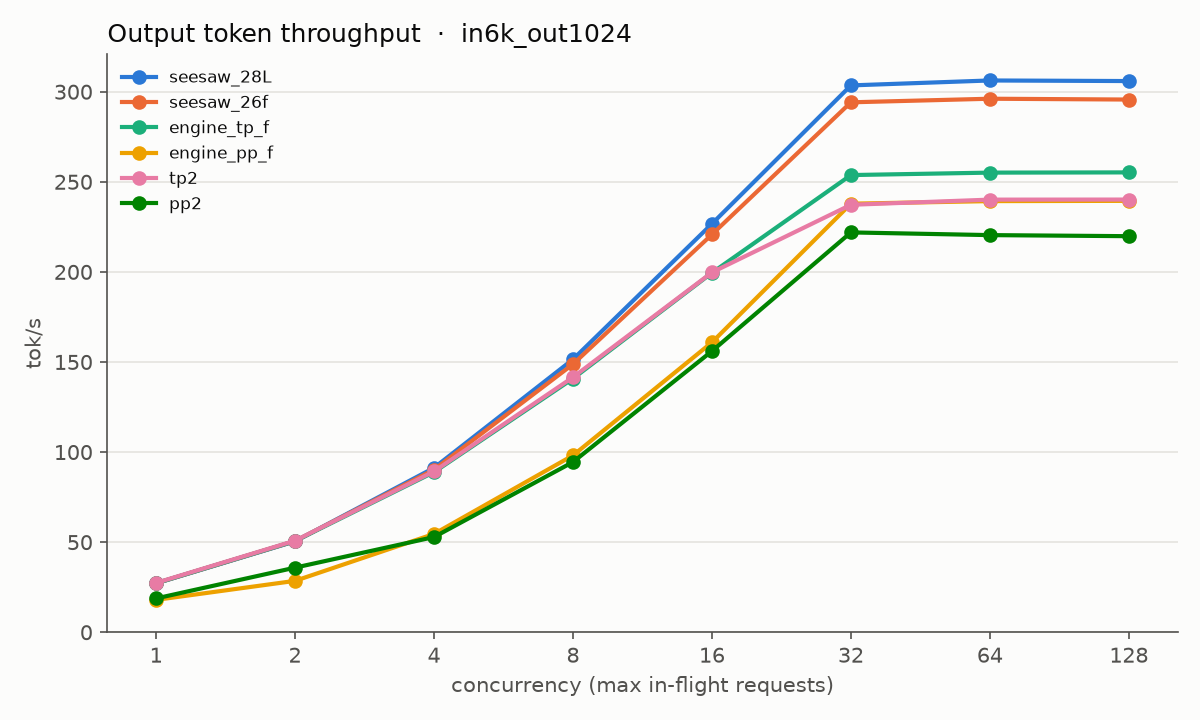 Output token throughput · in6k_out1024
seesaw_28L
seesaw_26f
engine_tp_f
engine_pp_f
tp2
pp2
tok/s
300
250
200
150
100
50
0
1 2 4 8 16 32 64 128
concurrency (max in-flight requests)